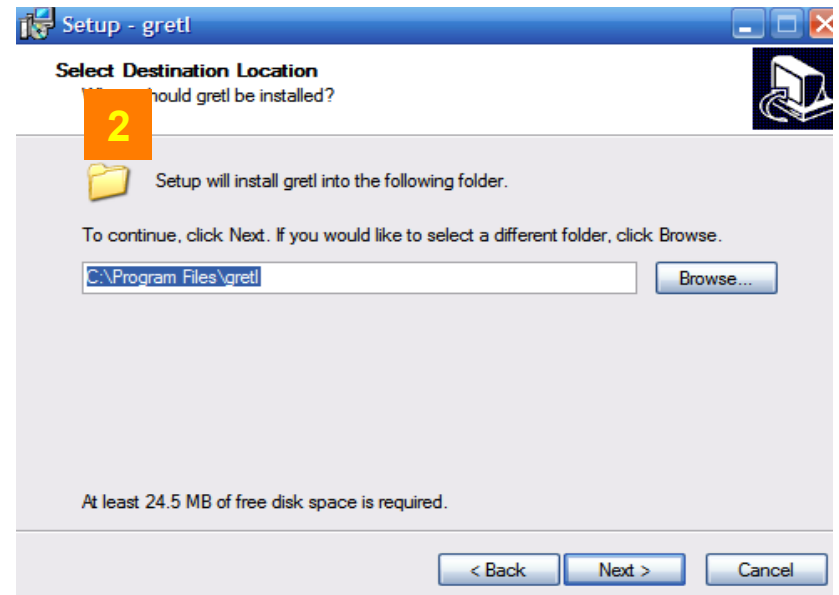 Setup - gretl
Select Destination Location
should gretl be installed?
2
Setup will install gretl into the following folder.
To continue, click Next. If you would like to select a different folder, click Browse.
C:\Program Files\gretl
Browse...
At least 24.5 MB of free disk space is required.
< Back
Next >
Cancel